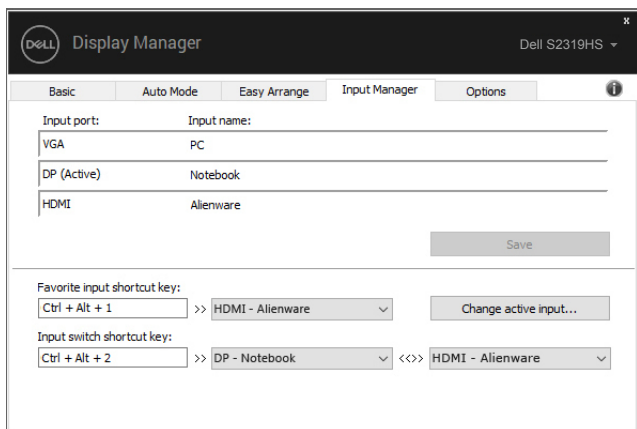 x
DELL Display Manager Dell S2319HS
Basic Auto Mode Easy Arrange Input Manager Options i
Input port: Input name:
VGA PC
DP (Active) Notebook
HDMI Alienware
Save
Favorite input shortcut key:
Ctrl + Alt + 1 >> HDMI - Alienware Change active input...
Input switch shortcut key:
Ctrl + Alt + 2 >> DP - Notebook <<>> HDMI - Alienware